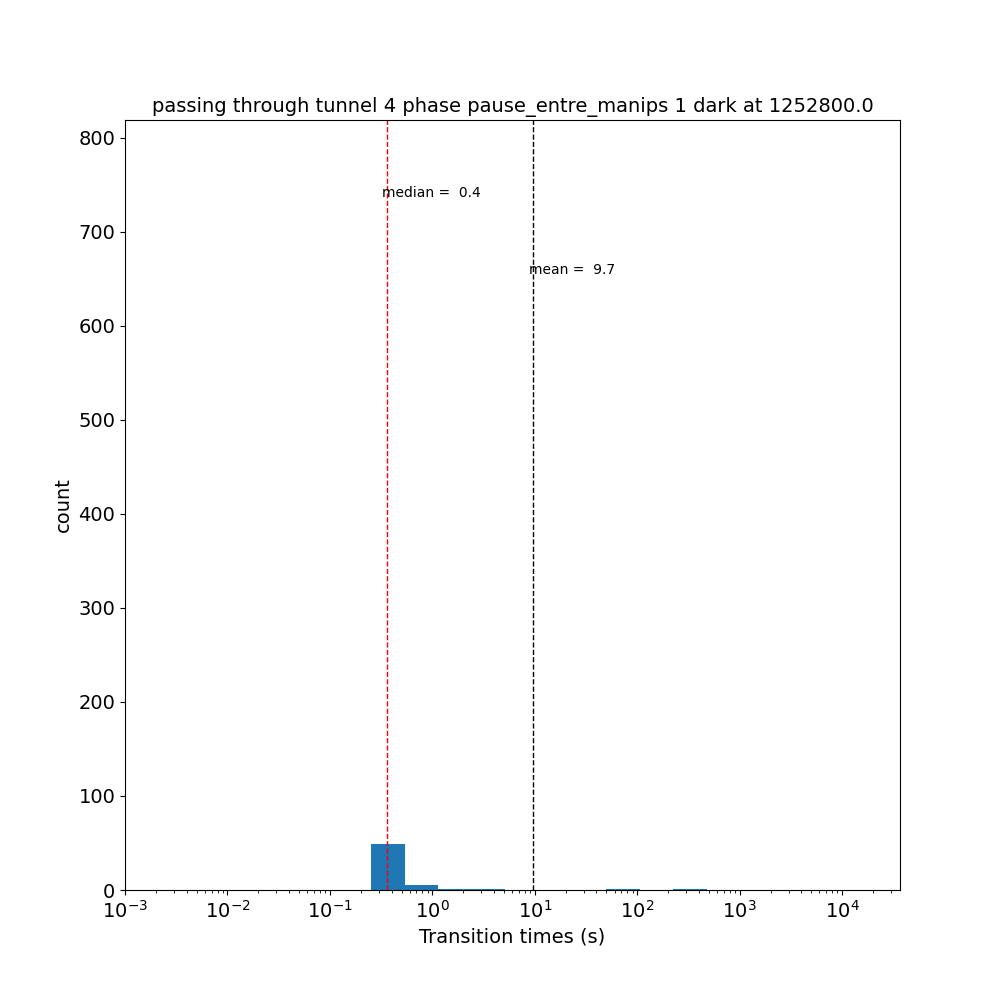 passing through tunnel 4 phase pause_entre_manips 1 dark at 1252800.0
800
700
600
500
400
300
200
100
0
count
median =  0.4
mean =  9.7
10⁻³ 10⁻² 10⁻¹ 10⁰ 10¹ 10² 10³ 10⁴
Transition times (s)